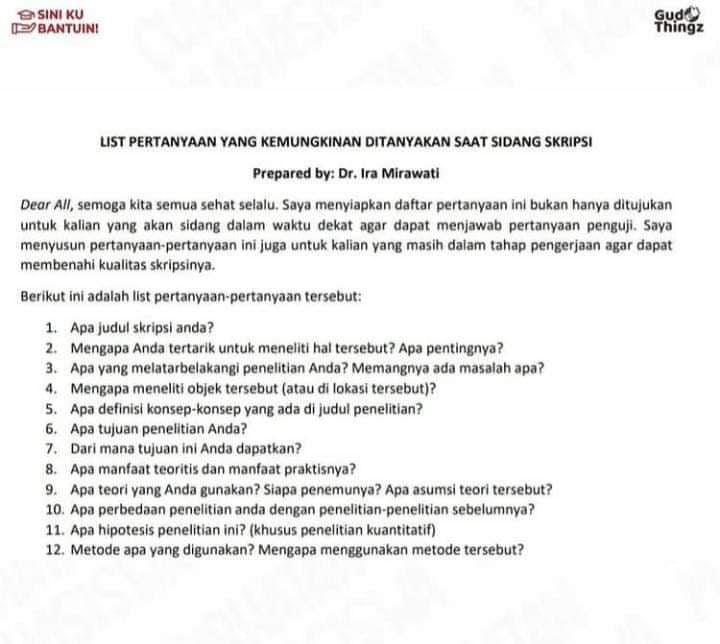 SINI KU
BANTUIN!
Gud
Thingz
LIST PERTANYAAN YANG KEMUNGKINAN DITANYAKAN SAAT SIDANG SKRIPSI
Prepared by: Dr. Ira Mirawati
Dear All, semoga kita semua sehat selalu. Saya menyiapkan daftar pertanyaan ini bukan hanya ditujukan
untuk kalian yang akan sidang dalam waktu dekat agar dapat menjawab pertanyaan penguji. Saya
menyusun pertanyaan-pertanyaan ini juga untuk kalian yang masih dalam tahap pengerjaan agar dapat
membenahi kualitas skripsinya.
Berikut ini adalah list pertanyaan-pertanyaan tersebut:
1. Apa judul skripsi anda?
2. Mengapa Anda tertarik untuk meneliti hal tersebut? Apa pentingnya?
3. Apa yang melatarbelakangi penelitian Anda? Memangnya ada masalah apa?
4. Mengapa meneliti objek tersebut (atau di lokasi tersebut)?
5. Apa definisi konsep-konsep yang ada di judul penelitian?
6. Apa tujuan penelitian Anda?
7. Dari mana tujuan ini Anda dapatkan?
8. Apa manfaat teoritis dan manfaat praktisnya?
9. Apa teori yang Anda gunakan? Siapa penemunya? Apa asumsi teori tersebut?
10. Apa perbedaan penelitian anda dengan penelitian-penelitian sebelumnya?
11. Apa hipotesis penelitian ini? (khusus penelitian kuantitatif)
12. Metode apa yang digunakan? Mengapa menggunakan metode tersebut?